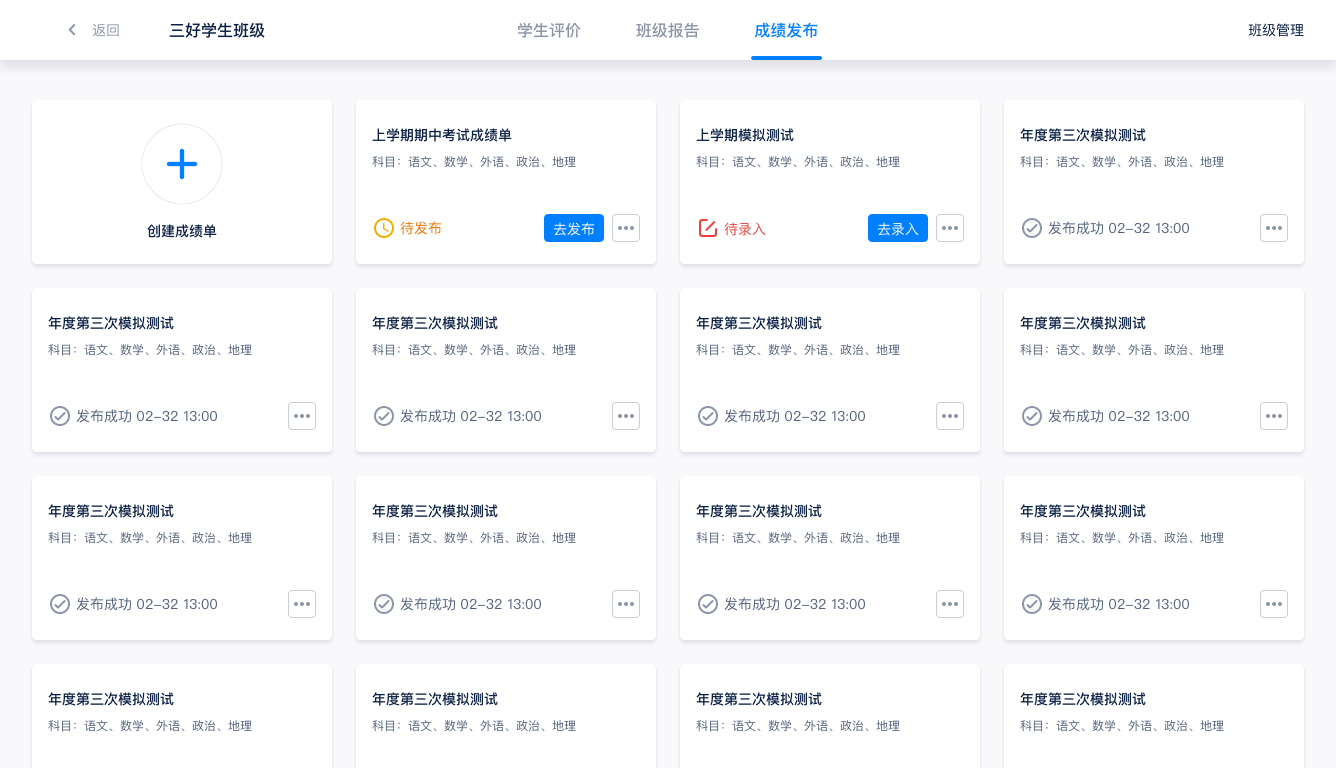 返回
三好学生班级
学生评价
班级报告
成绩发布
班级管理
创建成绩单
上学期期中考试成绩单
科目：语文、数学、外语、政治、地理
待发布
去发布
上学期模拟测试
科目：语文、数学、外语、政治、地理
待录入
去录入
年度第三次模拟测试
科目：语文、数学、外语、政治、地理
发布成功 02-32 13:00
年度第三次模拟测试
科目：语文、数学、外语、政治、地理
发布成功 02-32 13:00
年度第三次模拟测试
科目：语文、数学、外语、政治、地理
发布成功 02-32 13:00
年度第三次模拟测试
科目：语文、数学、外语、政治、地理
发布成功 02-32 13:00
年度第三次模拟测试
科目：语文、数学、外语、政治、地理
发布成功 02-32 13:00
年度第三次模拟测试
科目：语文、数学、外语、政治、地理
发布成功 02-32 13:00
年度第三次模拟测试
科目：语文、数学、外语、政治、地理
发布成功 02-32 13:00
年度第三次模拟测试
科目：语文、数学、外语、政治、地理
发布成功 02-32 13:00
年度第三次模拟测试
科目：语文、数学、外语、政治、地理
发布成功 02-32 13:00
年度第三次模拟测试
科目：语文、数学、外语、政治、地理
年度第三次模拟测试
科目：语文、数学、外语、政治、地理
年度第三次模拟测试
科目：语文、数学、外语、政治、地理
年度第三次模拟测试
科目：语文、数学、外语、政治、地理